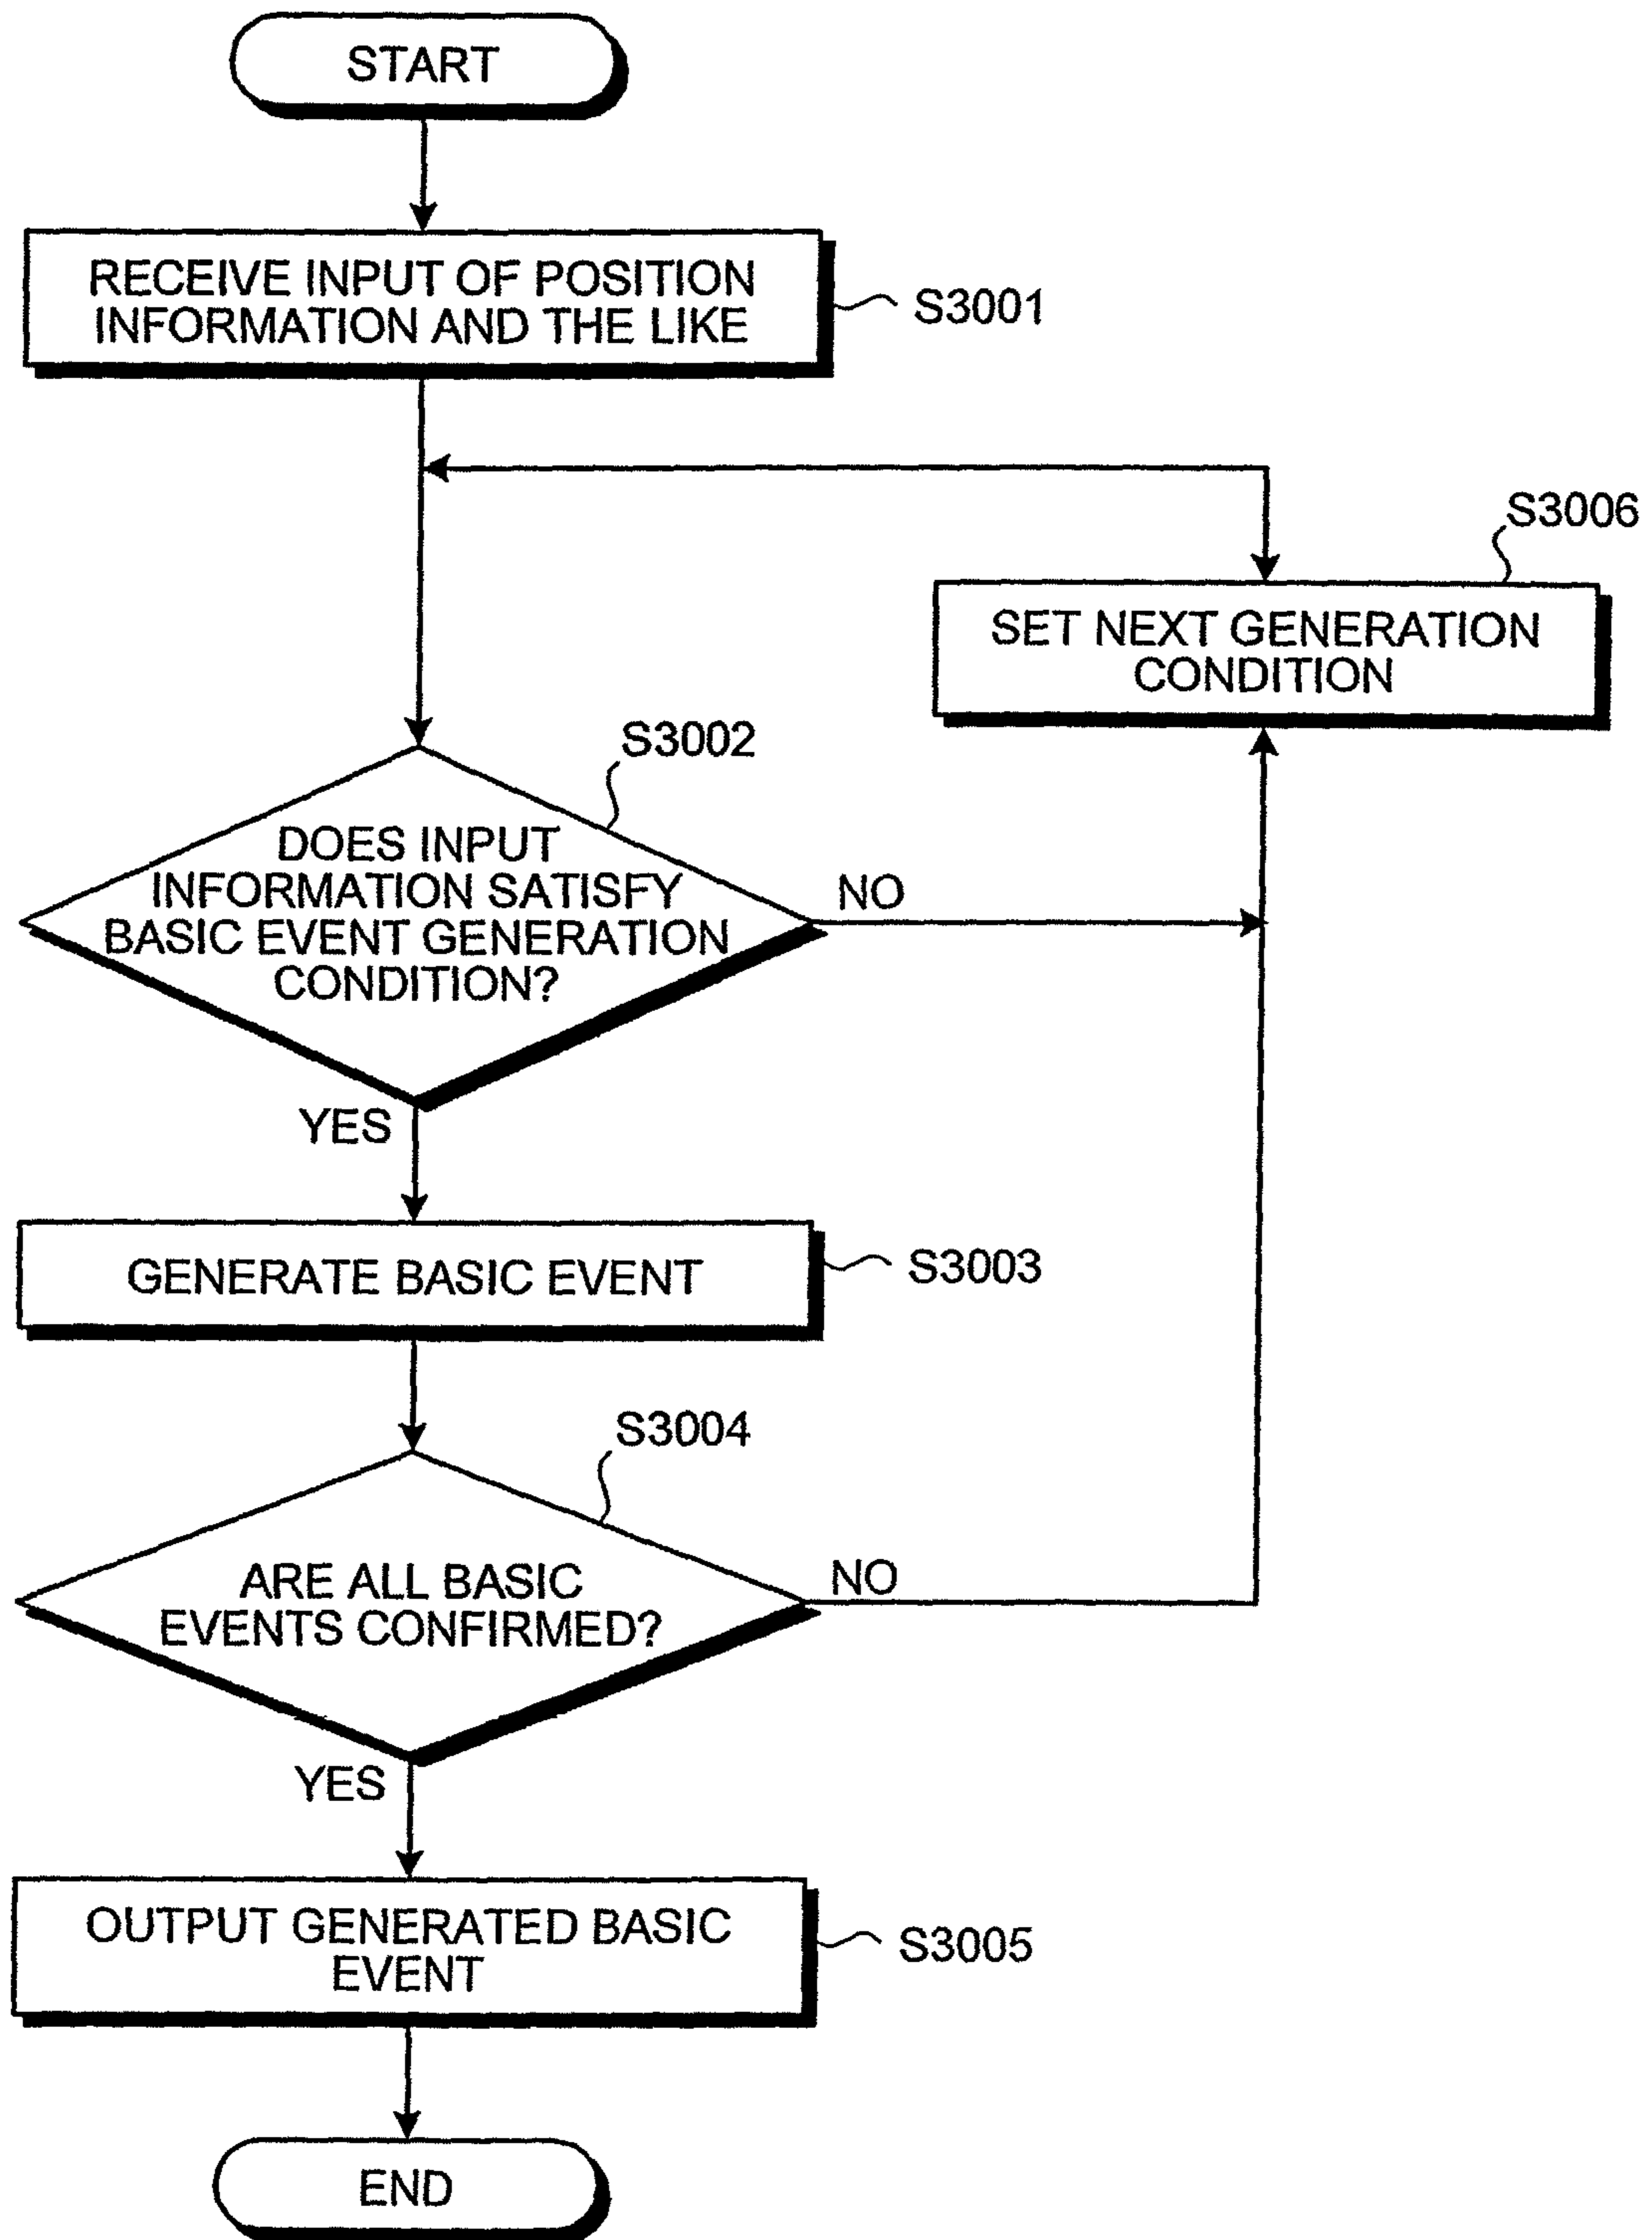 START
RECEIVE INPUT OF POSITION
INFORMATION AND THE LIKE
S3001
S3006
SET NEXT GENERATION
CONDITION
S3002
DOES INPUT
INFORMATION SATISFY
BASIC EVENT GENERATION
CONDITION?
NO
YES
GENERATE BASIC EVENT
S3003
S3004
ARE ALL BASIC
EVENTS CONFIRMED?
NO
YES
OUTPUT GENERATED BASIC
EVENT
S3005
END